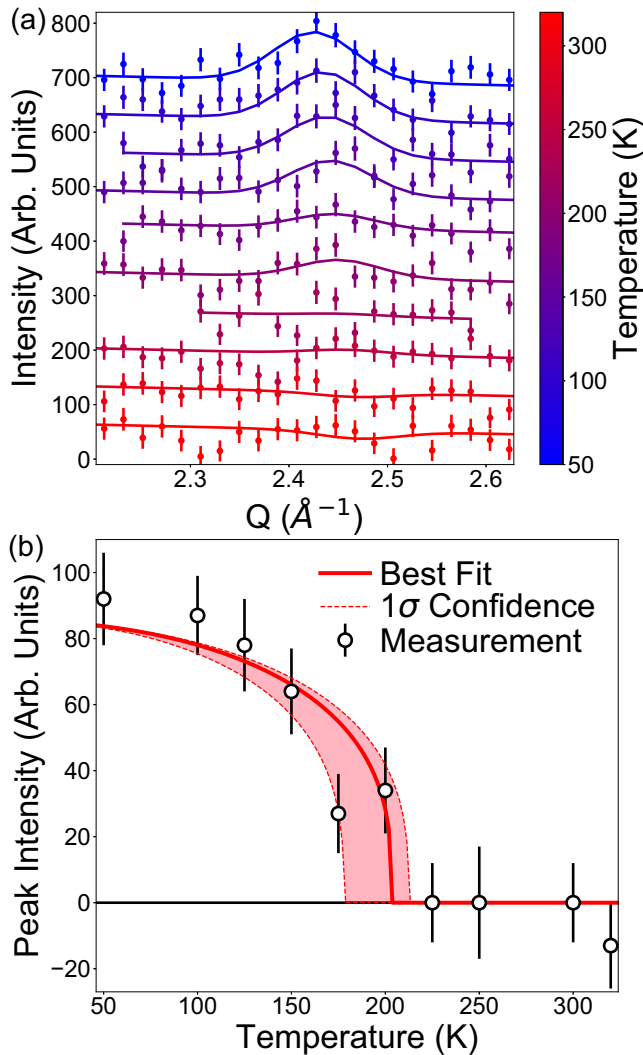 (a)
800
700
600
500
400
300
200
100
0
Intensity (Arb. Units)
2.3 2.4 2.5 2.6
Q (Å⁻¹)
300
250
200
150
100
50
Temperature (K)
(b)
100
80
60
40
20
0
−20
Peak Intensity (Arb. Units)
Best Fit
1σ Confidence
Measurement
50 100 150 200 250 300
Temperature (K)